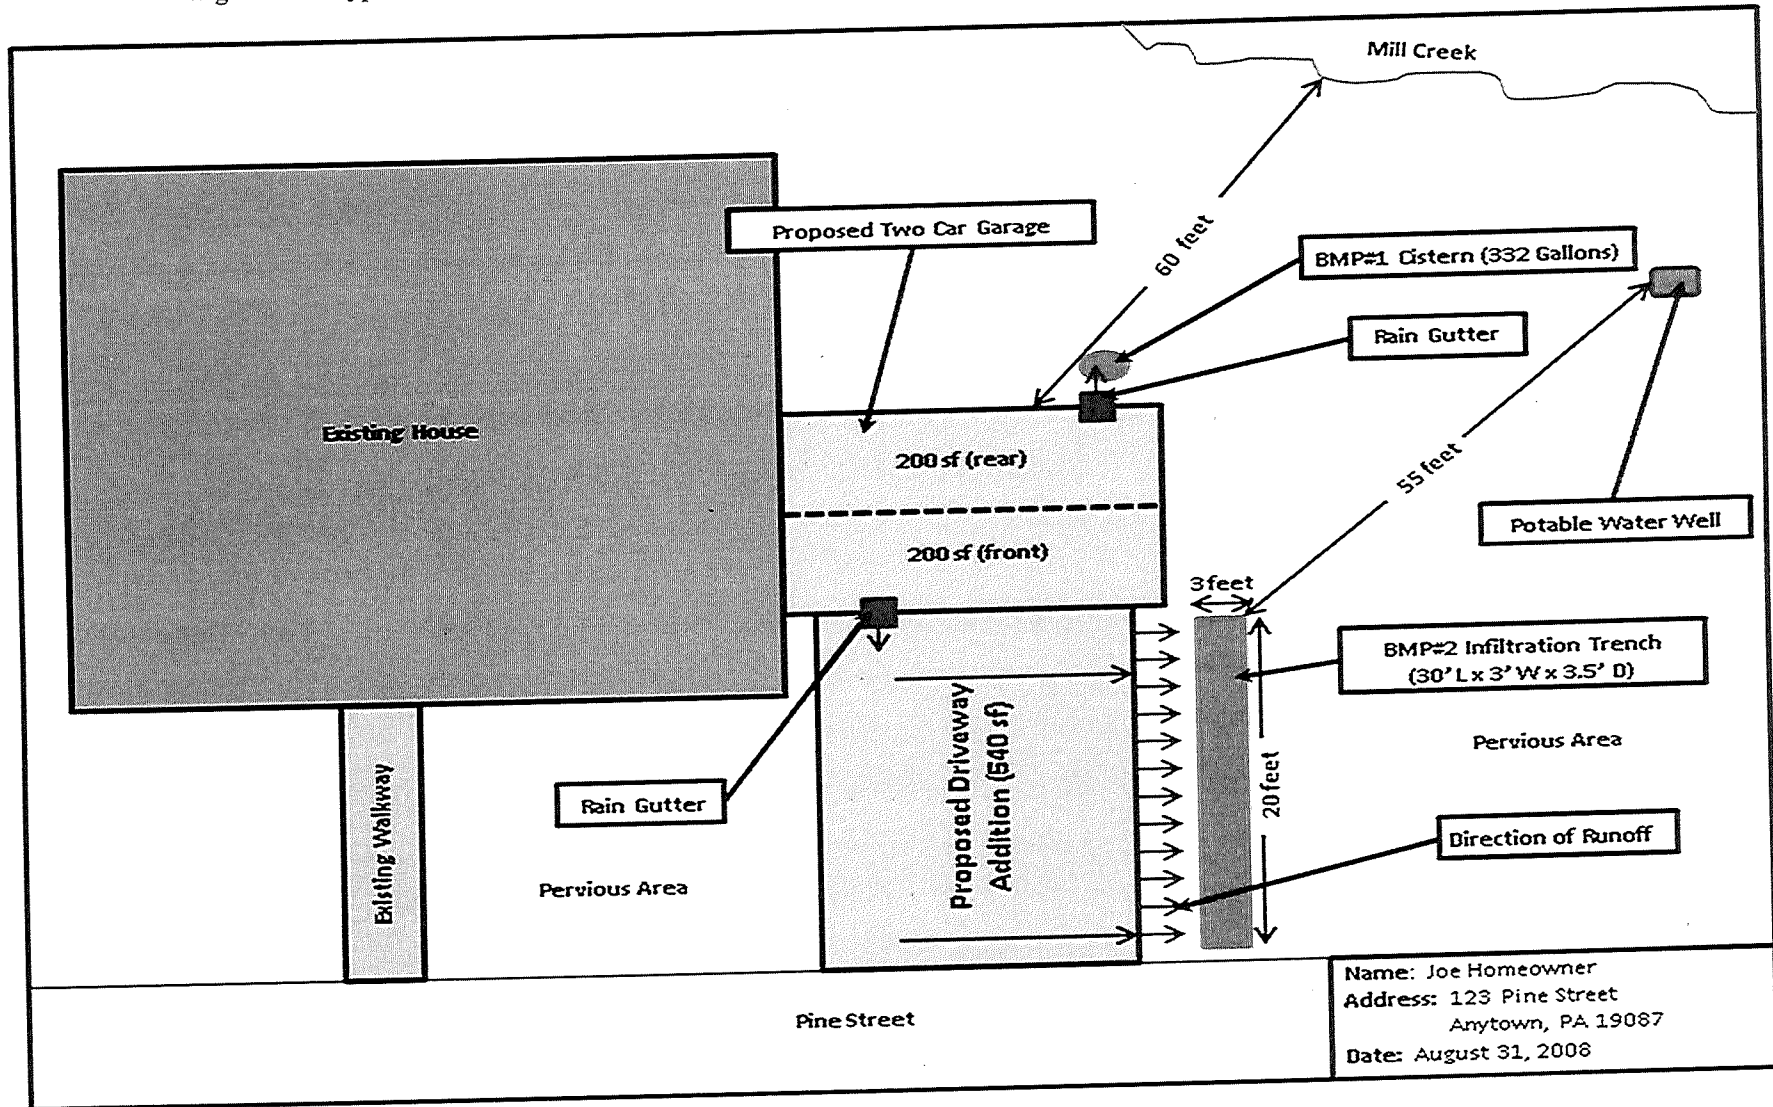 Mill Creek
Proposed Two Car Garage
60 feet
BMP#1 Cistern (332 Gallons)
Rain Gutter
Existing House
200 sf (rear)
55 feet
Potable Water Well
200 sf (front)
3 feet
BMP#2 Infiltration Trench
(30' L x 3' W x 3.5' D)
Proposed Driveway
Addition (640 sf)
Pervious Area
20 feet
Existing Walkway
Rain Gutter
Direction of Runoff
Pervious Area
Name: Joe Homeowner
Address: 123 Pine Street
Anytown, PA 19087
Date: August 31, 2008
Pine Street